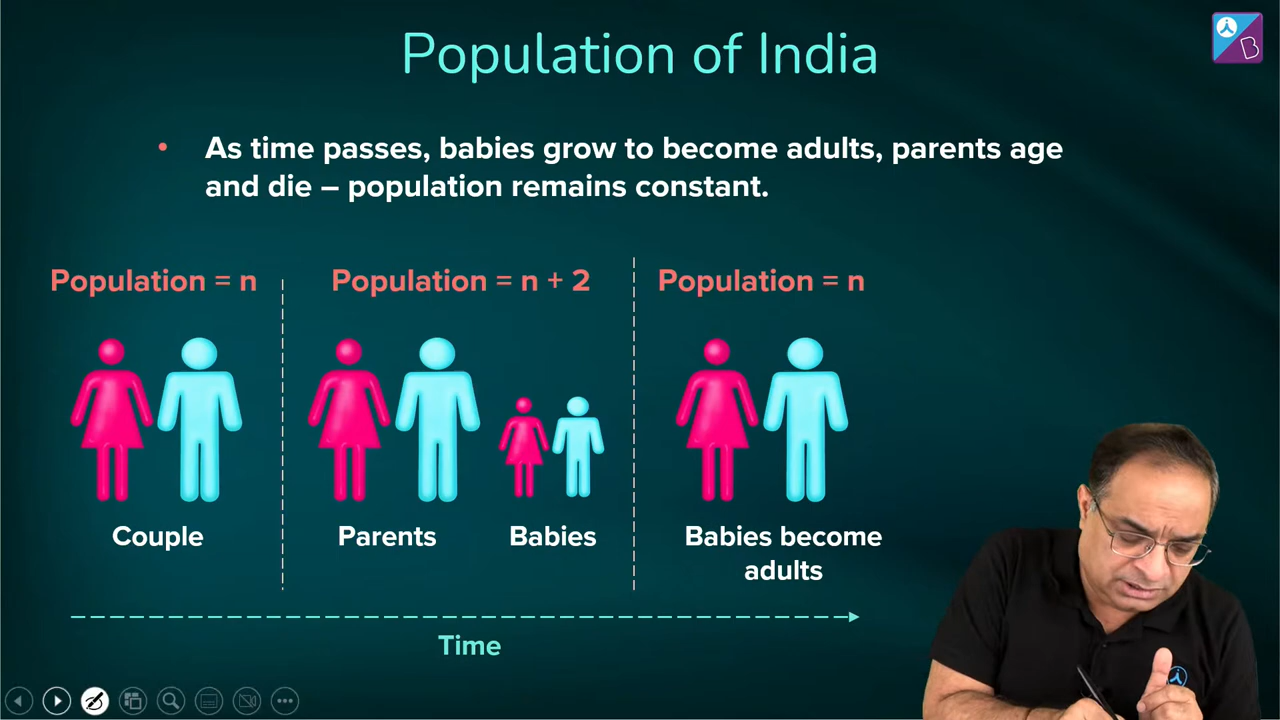 Population of India
• As time passes, babies grow to become adults, parents age
and die – population remains constant.
Population = n
Population = n + 2
Population = n
Couple
Parents
Babies
Babies become
adults
Time
B